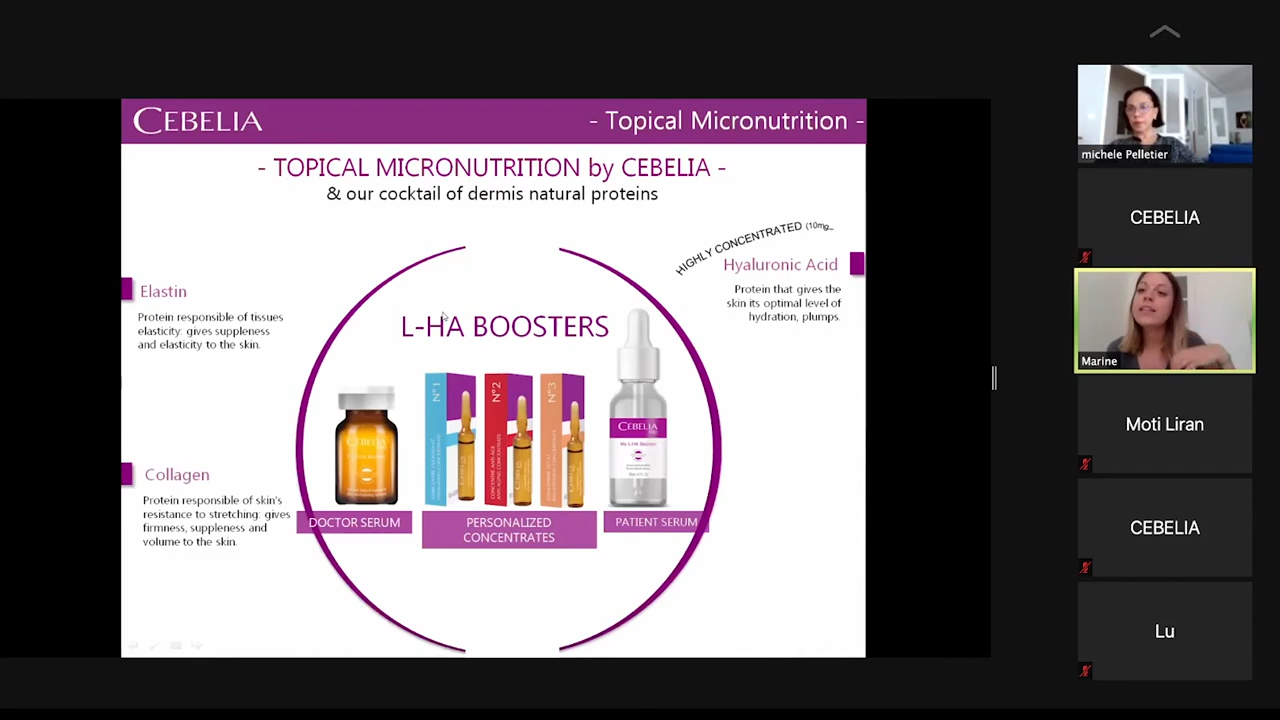 CEBELIA
- Topical Micronutrition -
- TOPICAL MICRONUTRITION by CEBELIA -
& our cocktail of dermis natural proteins
HIGHLY CONCENTRATED (10mg_
Hyaluronic Acid
Protein that gives the
skin its optimal level of
hydration, plumps.
Elastin
Protein responsible of tissues
elasticity: gives suppleness
and elasticity to the skin.
L-HA BOOSTERS
N°1
N°2
N°3
CEBELIA
CEBELIA
Collagen
Protein responsible of skin's
resistance to stretching: gives
firmness, suppleness and
volume to the skin.
DOCTOR SERUM
PERSONALIZED
CONCENTRATES
PATIENT SERUM
michele Pelletier
CEBELIA
Marine
Moti Liran
CEBELIA
Lu